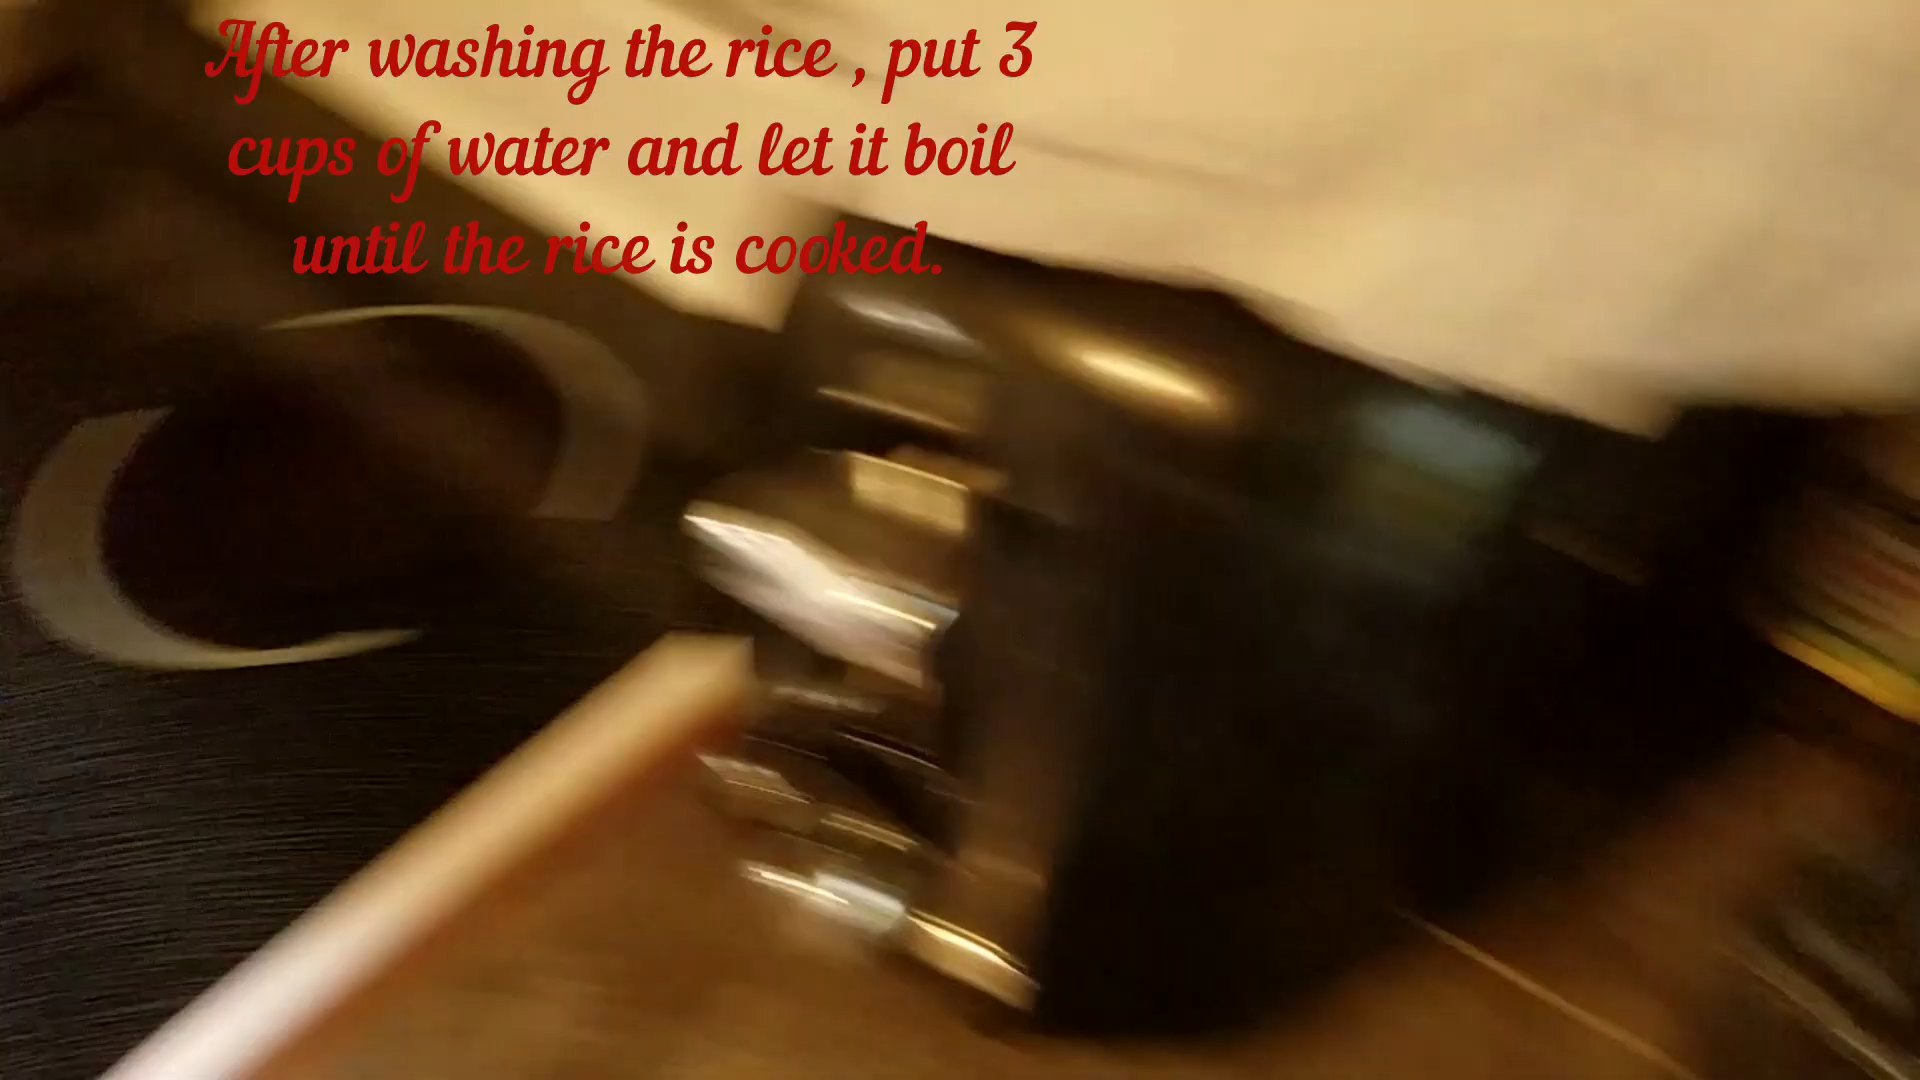 After washing the rice , put 3
cups of water and let it boil
until the rice is cooked.